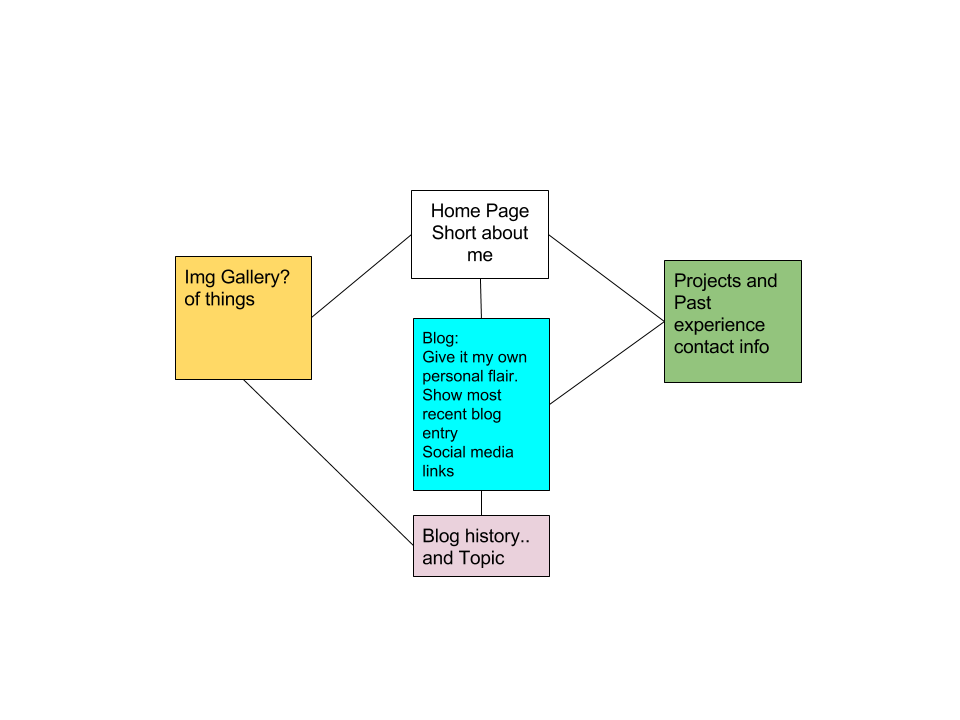 Home Page
Short about
me
Img Gallery?
of things
Projects and
Past
experience
contact info
Blog:
Give it my own
personal flair.
Show most
recent blog
entry
Social media
links
Blog history..
and Topic